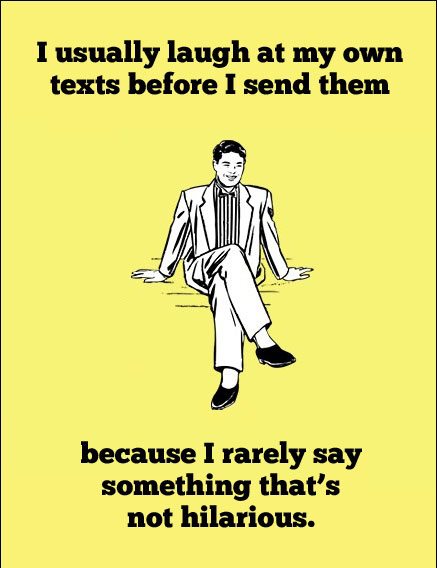 I usually laugh at my own
texts before I send them
because I rarely say
something that’s
not hilarious.